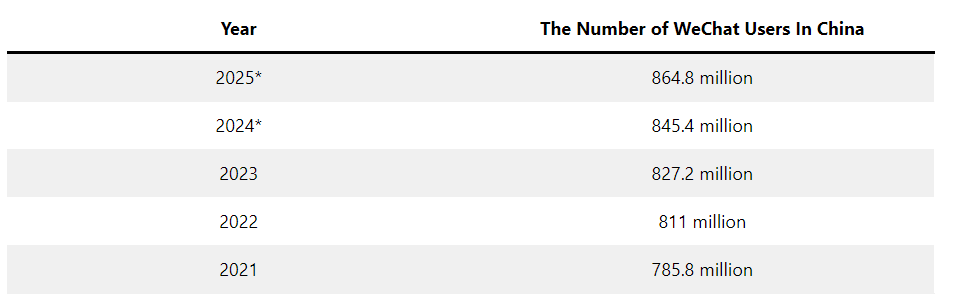 Year The Number of WeChat Users In China
2025* 864.8 million
2024* 845.4 million
2023 827.2 million
2022 811 million
2021 785.8 million